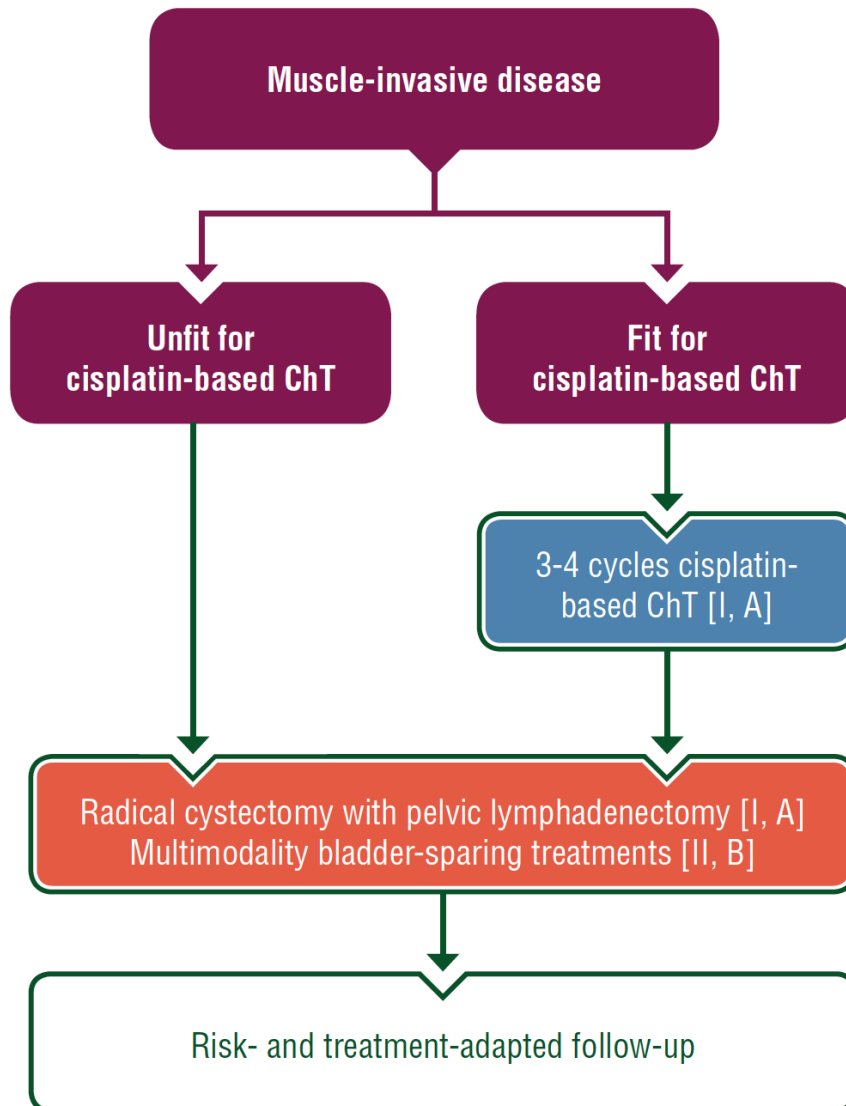 Muscle-invasive disease
Unfit for
cisplatin-based ChT
Fit for
cisplatin-based ChT
3-4 cycles cisplatin-
based ChT [I, A]
Radical cystectomy with pelvic lymphadenectomy [I, A]
Multimodality bladder-sparing treatments [II, B]
Risk- and treatment-adapted follow-up